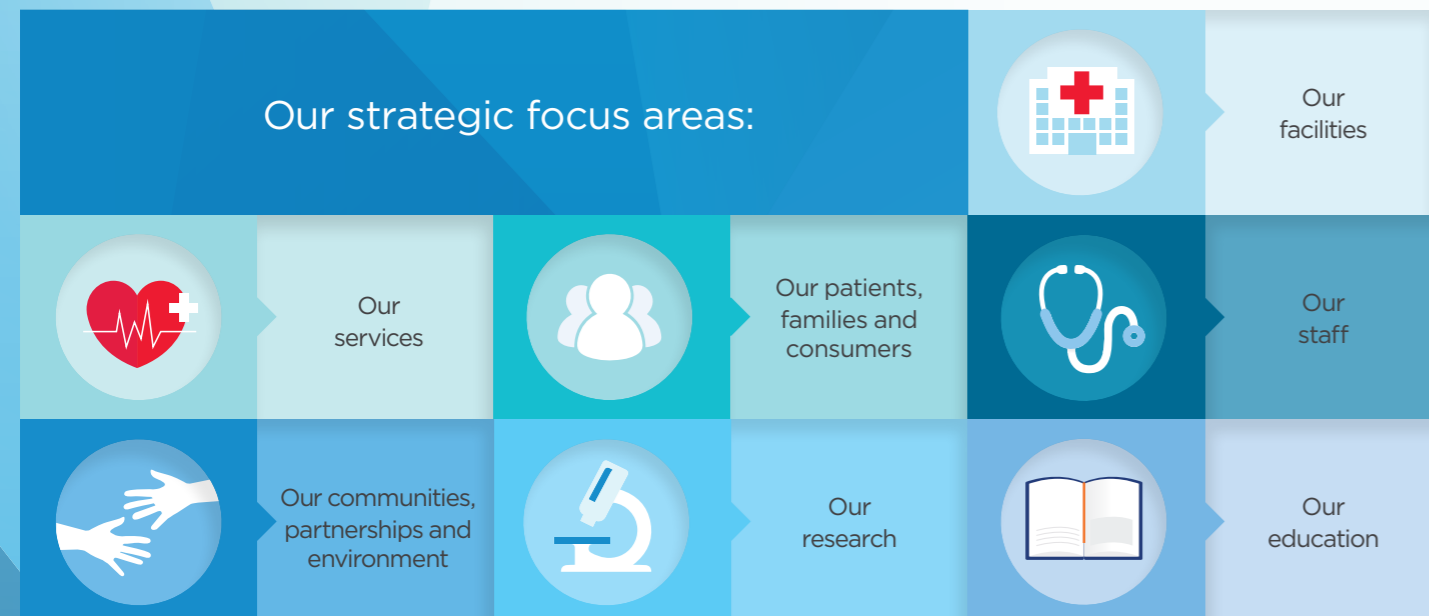 Our strategic focus areas:
Our
facilities
Our
services
Our patients,
families and
consumers
Our
staff
Our communities,
partnerships and
environment
Our
research
Our
education